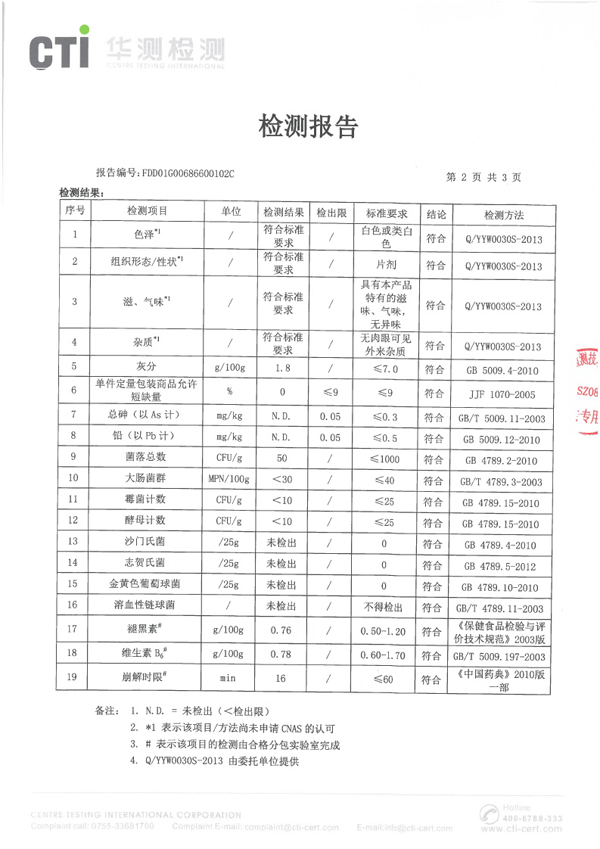 CTi 华测检测
CENTRE TESTING INTERNATIONAL
检测报告
报告编号:FDD01G00686600102C
第 2 页 共 3 页
检测结果:
序号 检测项目 单位 检测结果 检出限 标准要求 结论 检测方法
1 色泽*1 / 符合标准要求 / 白色或类白色 符合 Q/YYW0030S-2013
2 组织形态/性状*1 / 符合标准要求 / 片剂 符合 Q/YYW0030S-2013
3 滋、气味*1 / 符合标准要求 / 具有本产品特有的滋味、气味,无异味 符合 Q/YYW0030S-2013
4 杂质*1 / 符合标准要求 / 无肉眼可见外来杂质 符合 Q/YYW0030S-2013
5 灰分 g/100g 1.8 / ≤7.0 符合 GB 5009.4-2010
6 单件定量包装商品允许短缺量 % 0 ≤9 ≤9 符合 JJF 1070-2005
7 总砷(以As计) mg/kg N.D. 0.05 ≤0.3 符合 GB/T 5009.11-2003
8 铅(以Pb计) mg/kg N.D. 0.05 ≤0.5 符合 GB 5009.12-2010
9 菌落总数 CFU/g 50 / ≤1000 符合 GB 4789.2-2010
10 大肠菌群 MPN/100g <30 / ≤40 符合 GB/T 4789.3-2003
11 霉菌计数 CFU/g <10 / ≤25 符合 GB 4789.15-2010
12 酵母计数 CFU/g <10 / ≤25 符合 GB 4789.15-2010
13 沙门氏菌 /25g 未检出 / 0 符合 GB 4789.4-2010
14 志贺氏菌 /25g 未检出 / 0 符合 GB 4789.5-2012
15 金黄色葡萄球菌 /25g 未检出 / 0 符合 GB 4789.10-2010
16 溶血性链球菌 / 未检出 / 不得检出 符合 GB/T 4789.11-2003
17 褪黑素# g/100g 0.76 / 0.50-1.20 符合 《保健食品检验与评价技术规范》2003版
18 维生素B6# g/100g 0.78 / 0.60-1.70 符合 GB/T 5009.197-2003
19 崩解时限# min 16 / ≤60 符合 《中国药典》2010版一部
备注: 1. N.D. = 未检出(<检出限)
2. *1 表示该项目/方法尚未申请CNAS的认可
3. # 表示该项目的检测由合格分包实验室完成
4. Q/YYW0030S-2013 由委托单位提供
测技
SZ08
专用
CENTRE TESTING INTERNATIONAL CORPORATION
Complaint call: 0755-33681700 Complaint E-mail: complaint@cti-cert.com E-mail:info@cti-cert.com
Hotline
400-6788-333
www.cti-cert.com